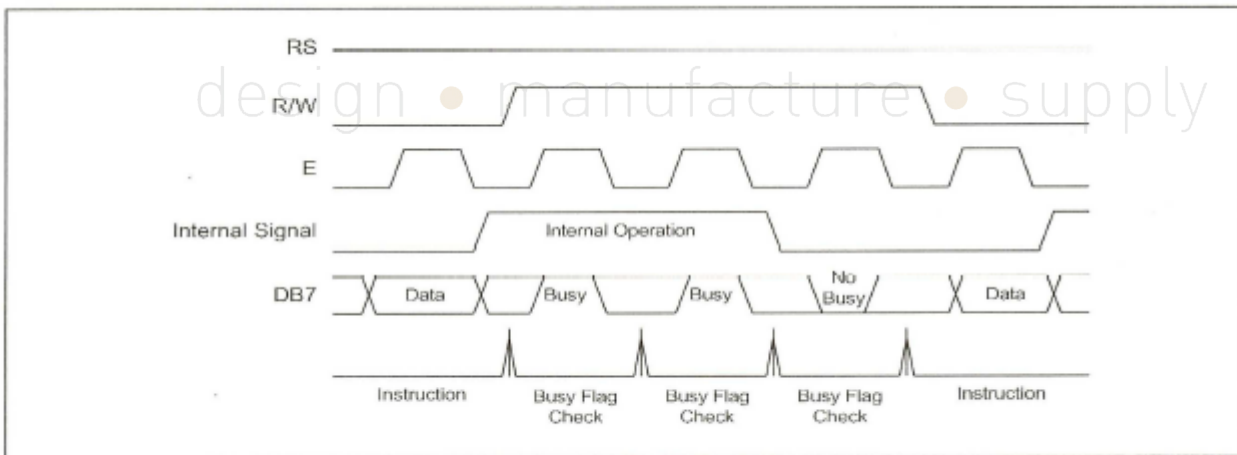 RS
design • manufacture • supply
R/W
E
Internal Signal
Internal Operation
DB7
Data
Busy
Busy
No
Busy
Data
Instruction
Busy Flag
Check
Busy Flag
Check
Busy Flag
Check
Instruction